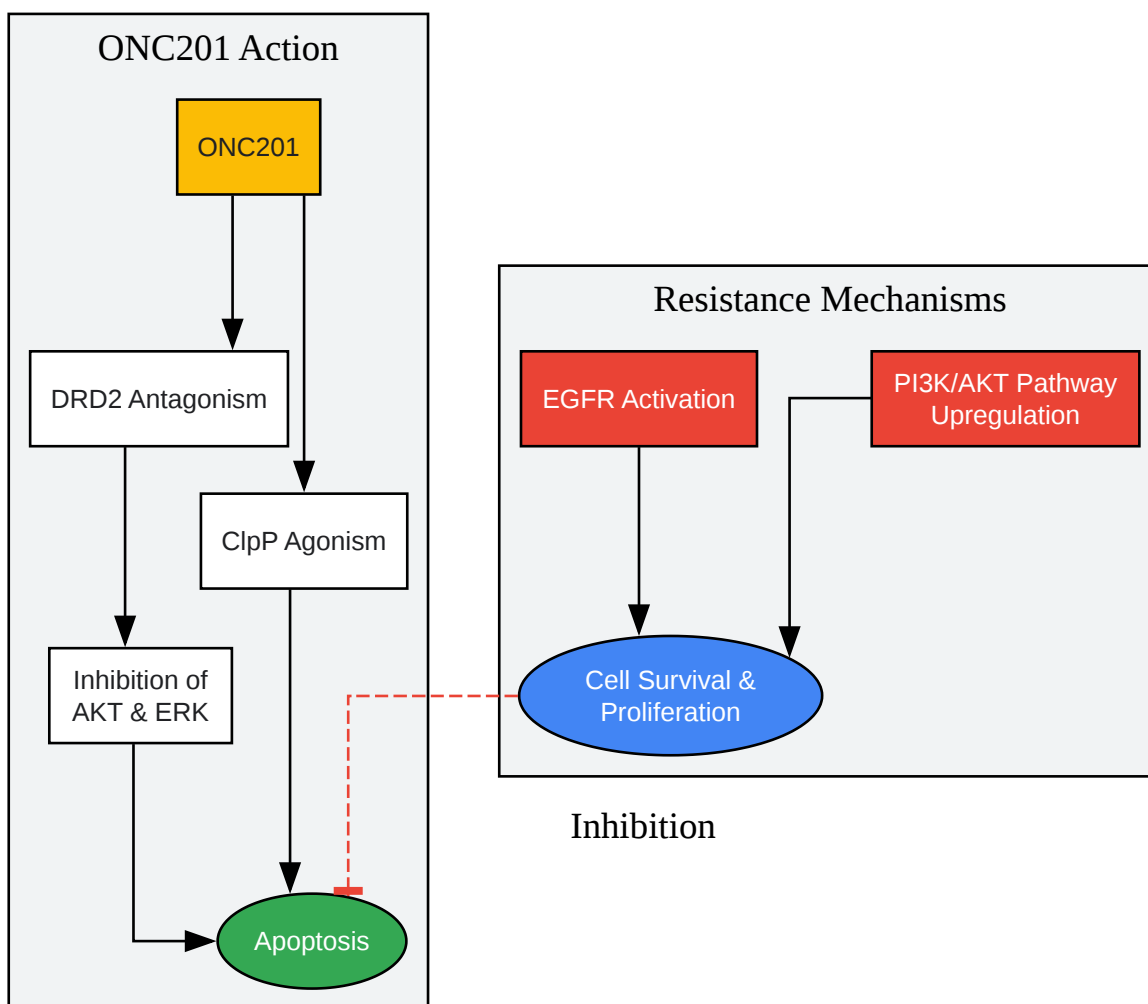 ONC201 Action
ONC201
DRD2 Antagonism
ClpP Agonism
Inhibition of
AKT & ERK
Apoptosis
Resistance Mechanisms
EGFR Activation
PI3K/AKT Pathway
Upregulation
Cell Survival &
Proliferation
Inhibition